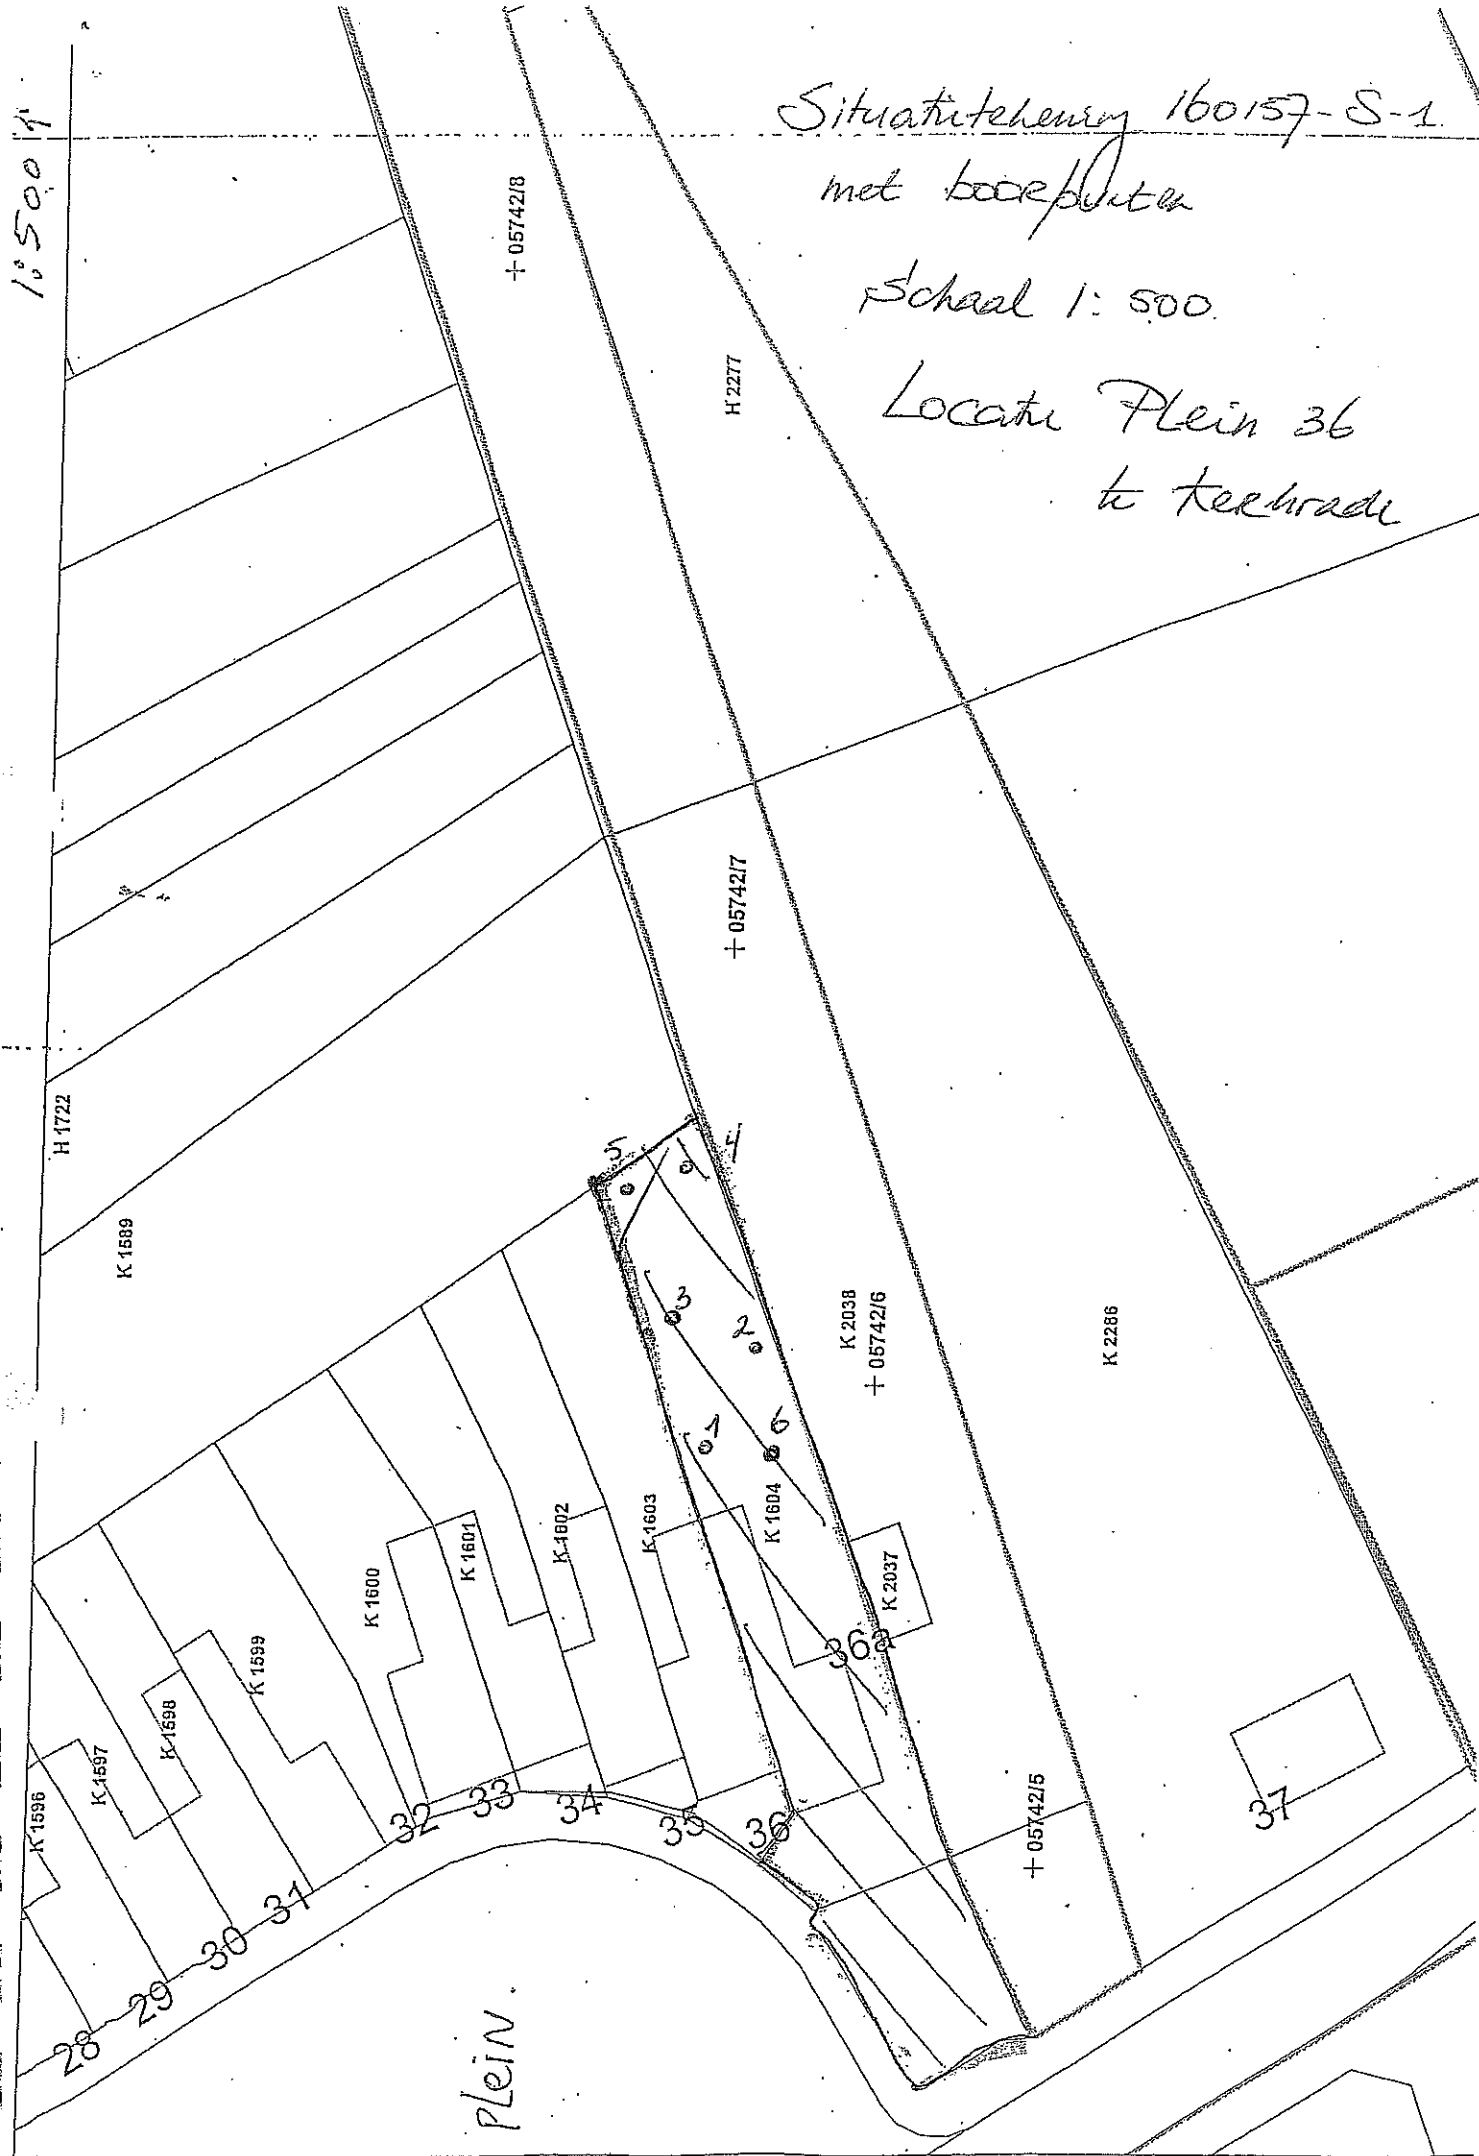 1:500
Situatietekening 160157-S-1.
met boorpunten
Schaal 1: 500.
Locatie Plein 36
te Kerkrade
+ 05742/8
H 2277
+ 05742/7
H 1722
K 1589
5
4
3
2
1
6
K 2038
+ 05742/6
K 2286
K 1604
K 1603
K 1602
K 1601
K 1600
K 1599
K 1598
K 1597
K 1596
K 2037
36a
+ 05742/5
37
28
29
30
31
32
33
34
35
36
PLEIN.